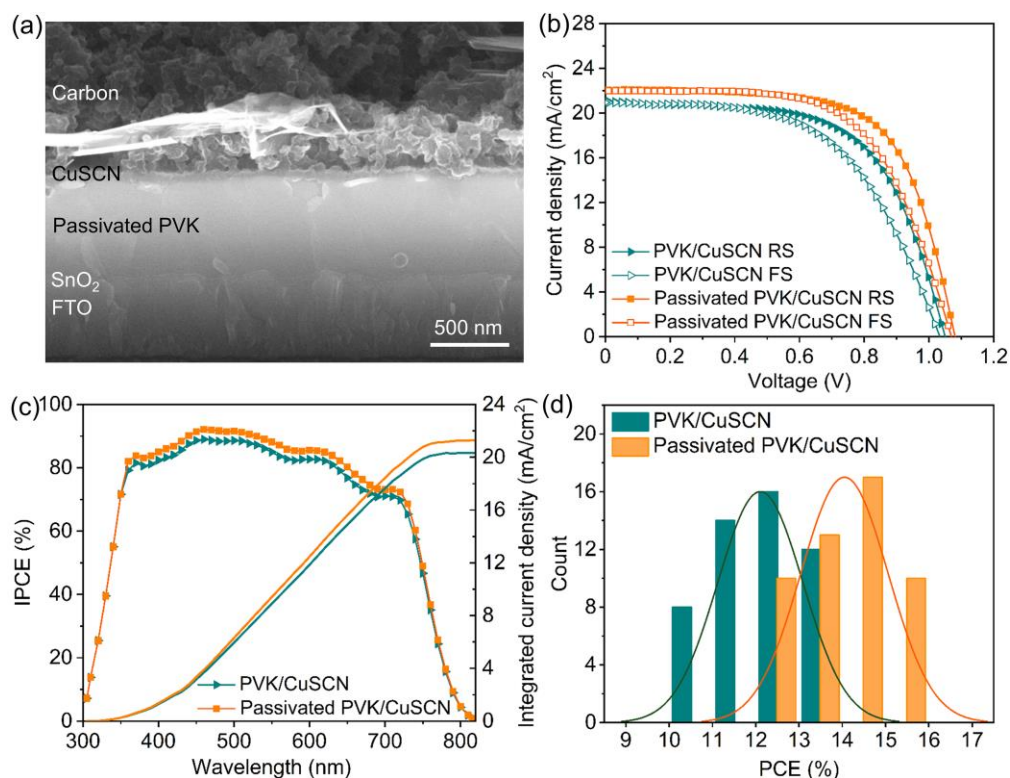 (a)
Carbon
CuSCN
Passivated PVK
SnO₂
FTO
500 nm
(b)
24
20
16
12
8
4
0
Current density (mA/cm²)
PVK/CuSCN RS
PVK/CuSCN FS
Passivated PVK/CuSCN RS
Passivated PVK/CuSCN FS
0 0.2 0.4 0.6 0.8 1.0 1.2
Voltage (V)
(c)
100
80
60
40
20
0
IPCE (%)
PVK/CuSCN
Passivated PVK/CuSCN
24
20
16
12
8
4
0
Integrated current density (mA/cm²)
300 400 500 600 700 800
Wavelength (nm)
(d)
PVK/CuSCN
Passivated PVK/CuSCN
20
16
12
8
4
0
Count
9 10 11 12 13 14 15 16 17
PCE (%)